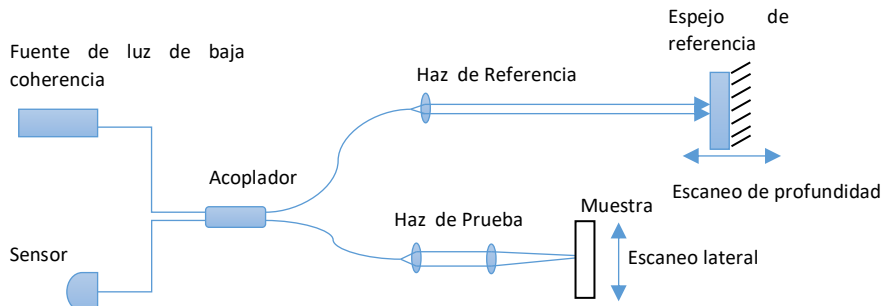 Fuente de luz de baja
coherencia
Espejo de
referencia
Haz de Referencia
Escaneo de profundidad
Acoplador
Haz de Prueba
Muestra
Escaneo lateral
Sensor